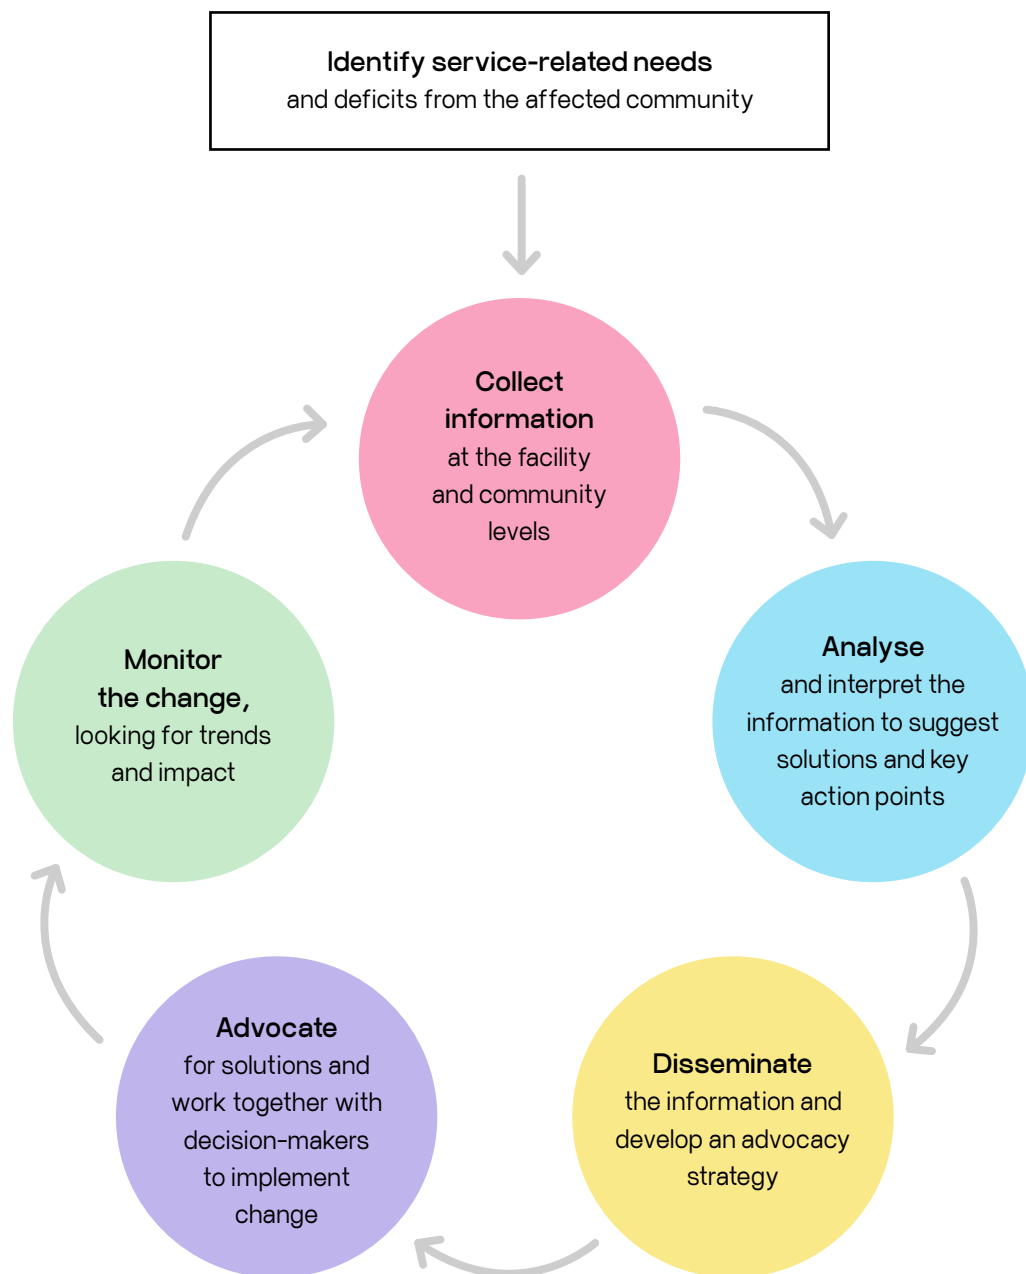 Identify service-related needs
and deficits from the affected community
Collect
information
at the facility
and community
levels
Analyse
and interpret the
information to suggest
solutions and key
action points
Disseminate
the information and
develop an advocacy
strategy
Advocate
for solutions and
work together with
decision-makers
to implement
change
Monitor
the change,
looking for trends
and impact